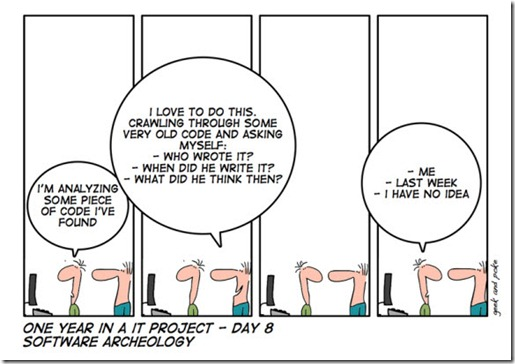 I'M ANALYZING
SOME PIECE
OF CODE I'VE
FOUND
I LOVE TO DO THIS.
CRAWLING THROUGH SOME
VERY OLD CODE AND ASKING
MYSELF:
- WHO WROTE IT?
- WHEN DID HE WRITE IT?
- WHAT DID HE THINK THEN?
- ME
- LAST WEEK
- I HAVE NO IDEA
geek and poke
ONE YEAR IN A IT PROJECT - DAY 8
SOFTWARE ARCHEOLOGY